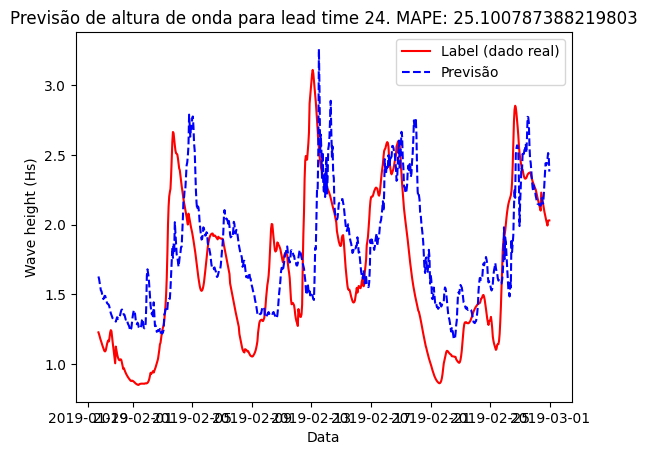 Previsão de altura de onda para lead time 24. MAPE: 25.100787388219803
Label (dado real)
Previsão
Wave height (Hs)
3.0
2.5
2.0
1.5
1.0
2019-01-29 2019-02-01 2019-02-05 2019-02-09 2019-02-13 2019-02-17 2019-02-21 2019-02-25 2019-03-01
Data